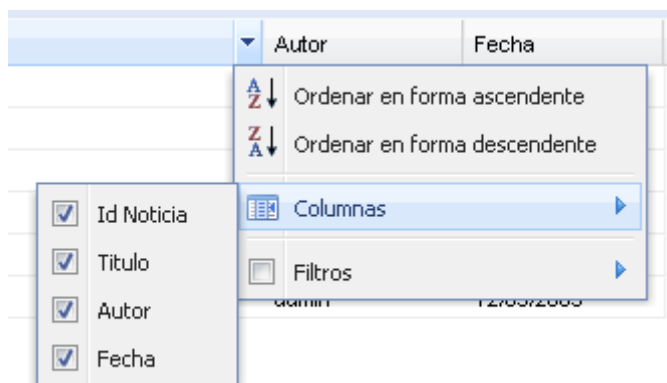 Autor Fecha
Ordenar en forma ascendente
Ordenar en forma descendente
Columnas
Filtros
Id Noticia
Titulo
Autor
Fecha